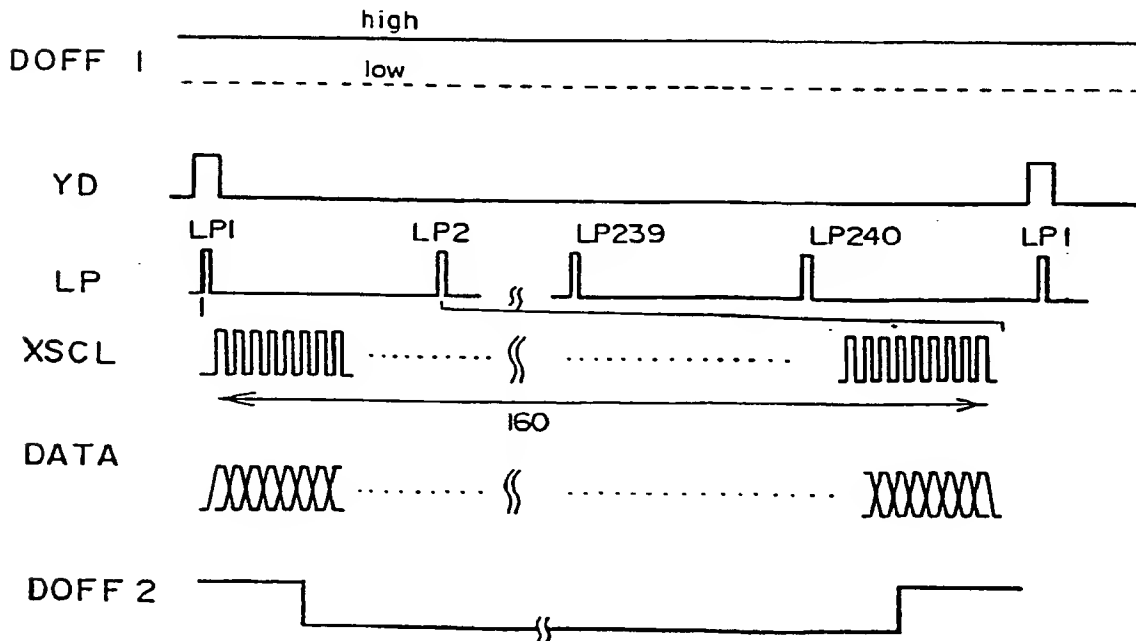 high
DOFF 1
low
YD
LP1 LP2 LP239 LP240 LP1
LP
XSCL
160
DATA
DOFF 2